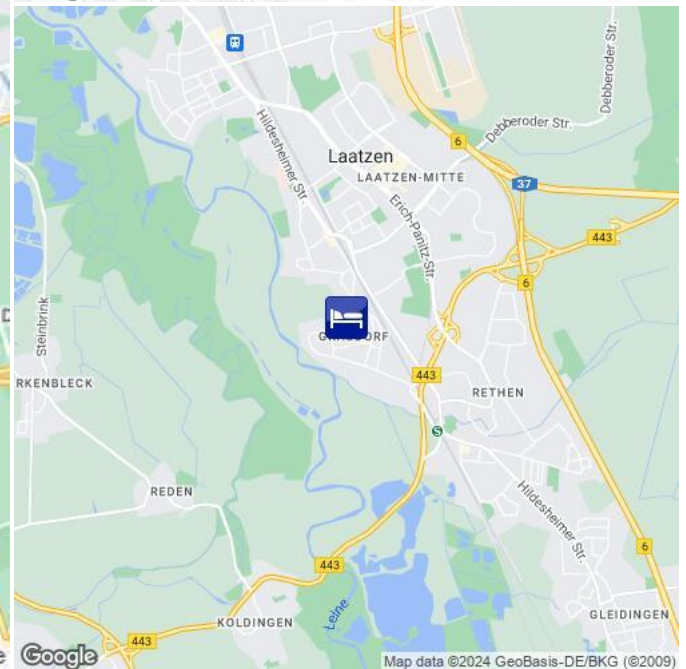 Debberoder Str.
Debberoder Str.
6
Hildesheimer Str.
Laatzen
LAATZEN-MITTE
37
Erich-Panitz-Str.
443
6
Steinbrink
443
RETHEN
RKENBLECK
S
REDEN
Hildesheimer Str.
443
6
Leine
GLEIDINGEN
KOLDINGEN
443
Google
Map data ©2024 GeoBasis-DE/BKG (©2009)